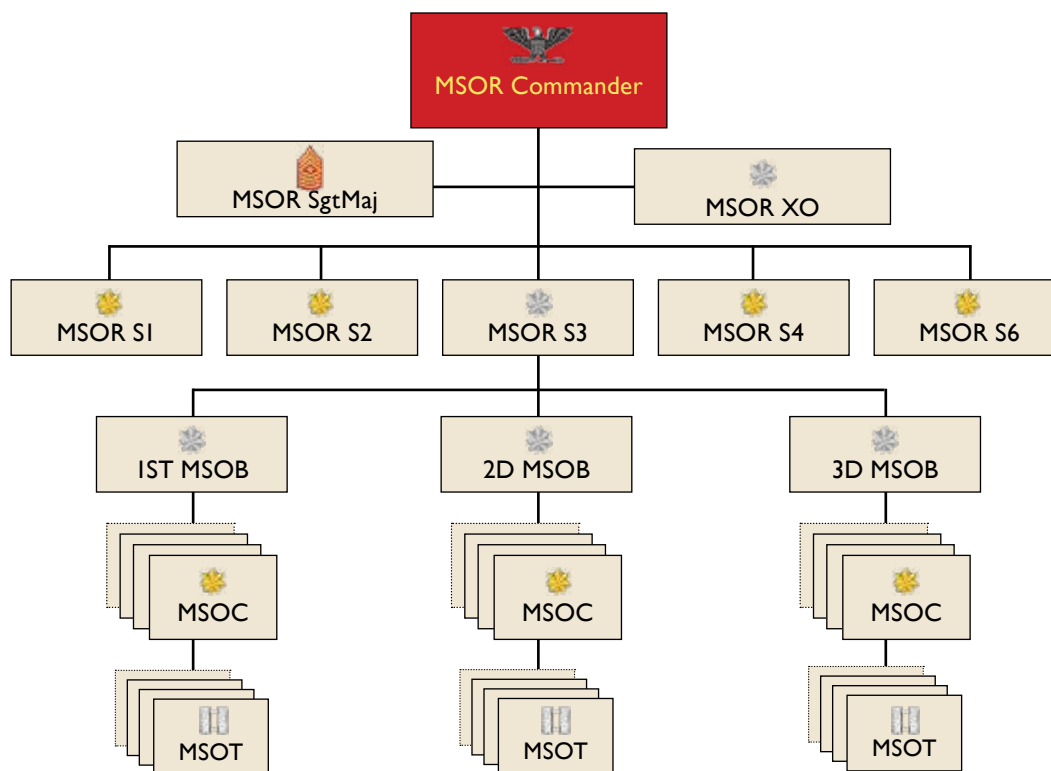 MSOR Commander
MSOR SgtMaj
MSOR XO
MSOR S1
MSOR S2
MSOR S3
MSOR S4
MSOR S6
1ST MSOB
2D MSOB
3D MSOB
MSOC
MSOC
MSOC
MSOT
MSOT
MSOT